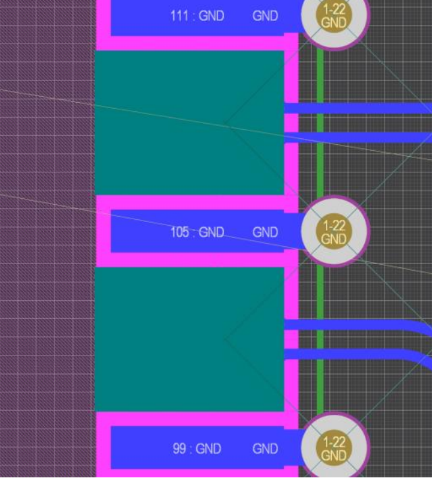 111 : GND GND 1-22
GND
105 : GND GND 1-22
GND
99 : GND GND 1-22
GND